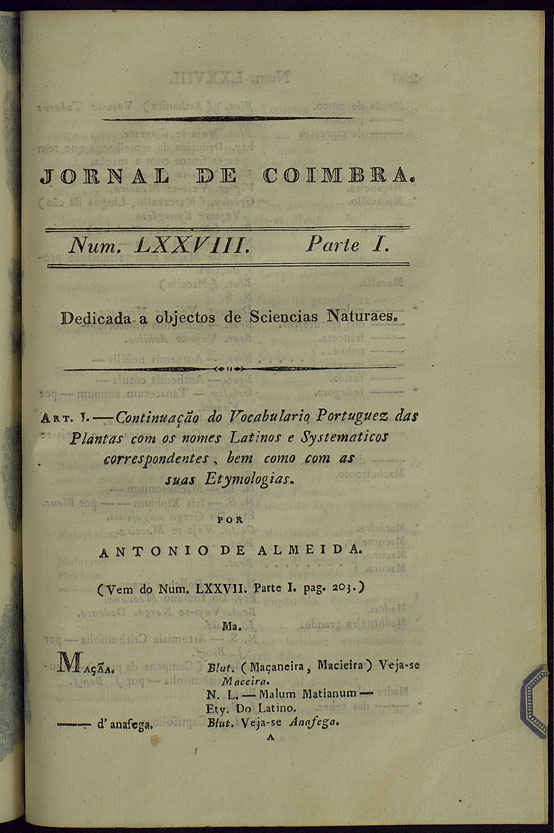 JORNAL DE COIMBRA.
Num. LXXVIII. Parte I.
Dedicada a objectos de Sciencias Naturaes.
ART. I.—Continuação do Vocabulario Portuguez das
Plantas com os nomes Latinos e Systematicos
correspondentes, bem como com as
suas Etymologias.
POR
ANTONIO DE ALMEIDA.
(Vem do Num. LXXVII. Parte I. pag. 203.)
Ma.
MAÇÃA. Blut. (Maçaneira, Macieira) Veja-se
Maceira.
N. L.—Malum Matianum—
Ety. Do Latino.
—— d'anafega. Blut. Veja-se Anafega.
A